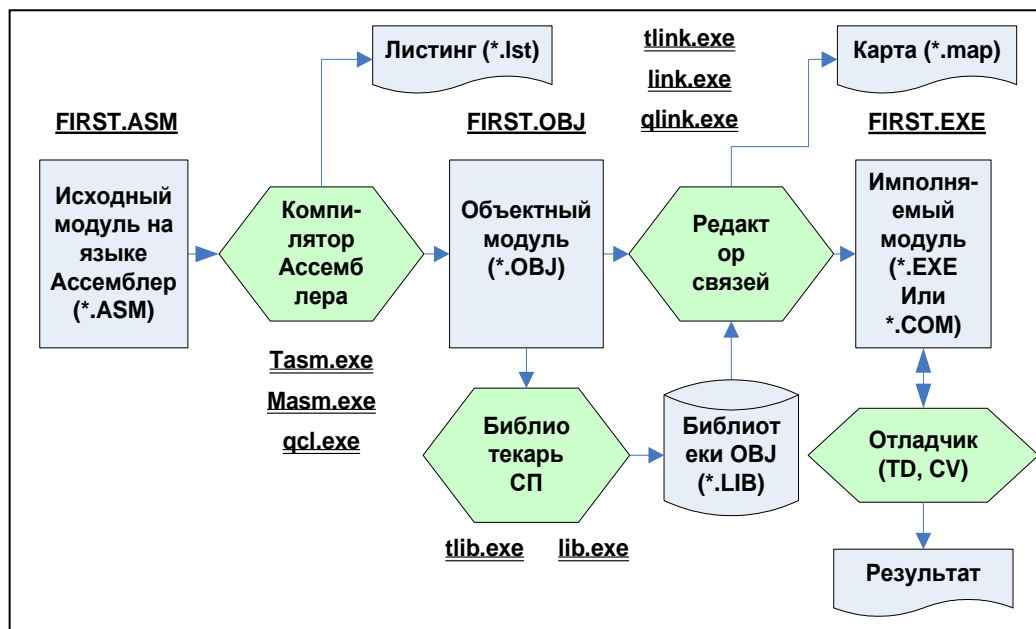 Листинг (*.lst)
tlink.exe
link.exe
qlink.exe
Карта (*.map)
FIRST.ASM
FIRST.OBJ
FIRST.EXE
Исходный
модуль на
языке
Ассемблер
(*.ASM)
Компи-
лятор
Ассемб
лера
Объектный
модуль
(*.OBJ)
Редакт
ор
связей
Имполня-
емый
модуль
(*.EXE
Или
*.COM)
Tasm.exe
Masm.exe
qcl.exe
Библио
текарь
СП
Библиот
еки OBJ
(*.LIB)
Отладчик
(TD, CV)
tlib.exe
lib.exe
Результат